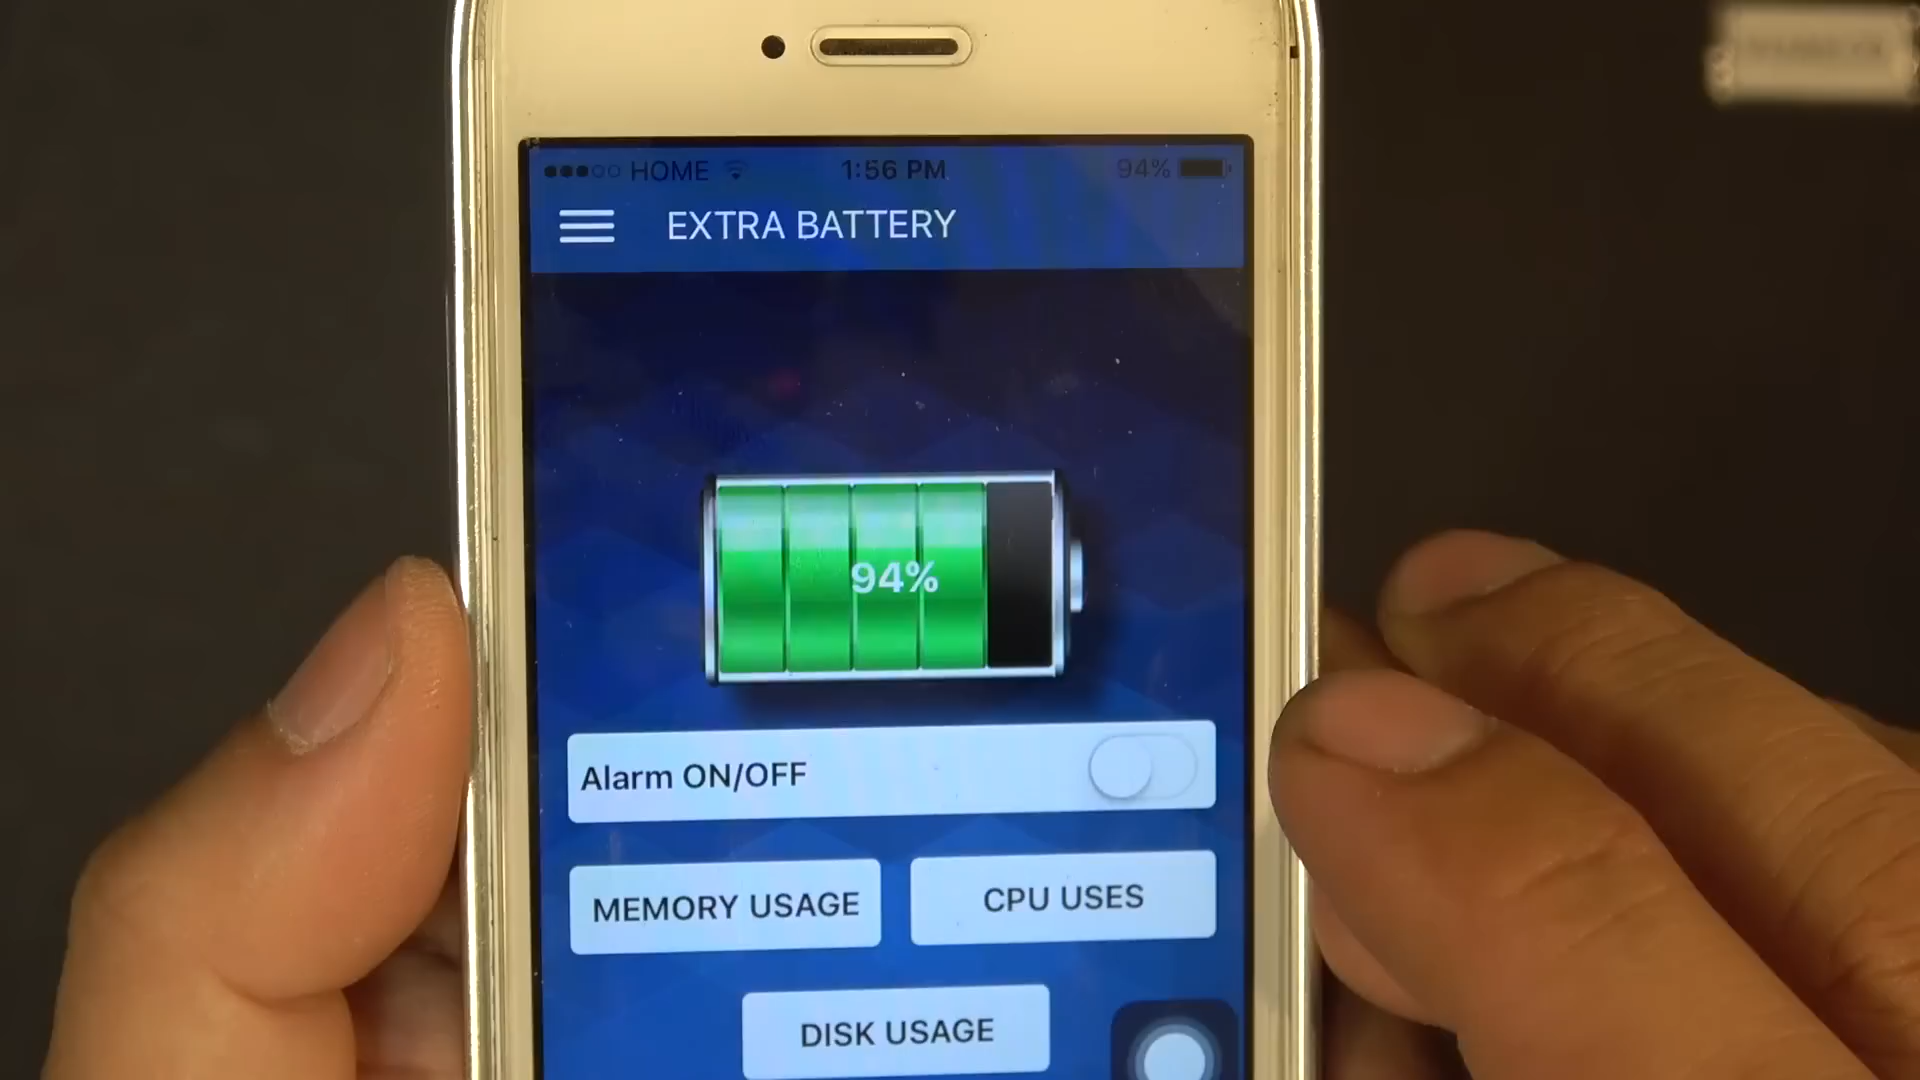 HOME 1:56 PM 94%
EXTRA BATTERY
94%
Alarm ON/OFF
MEMORY USAGE CPU USES
DISK USAGE